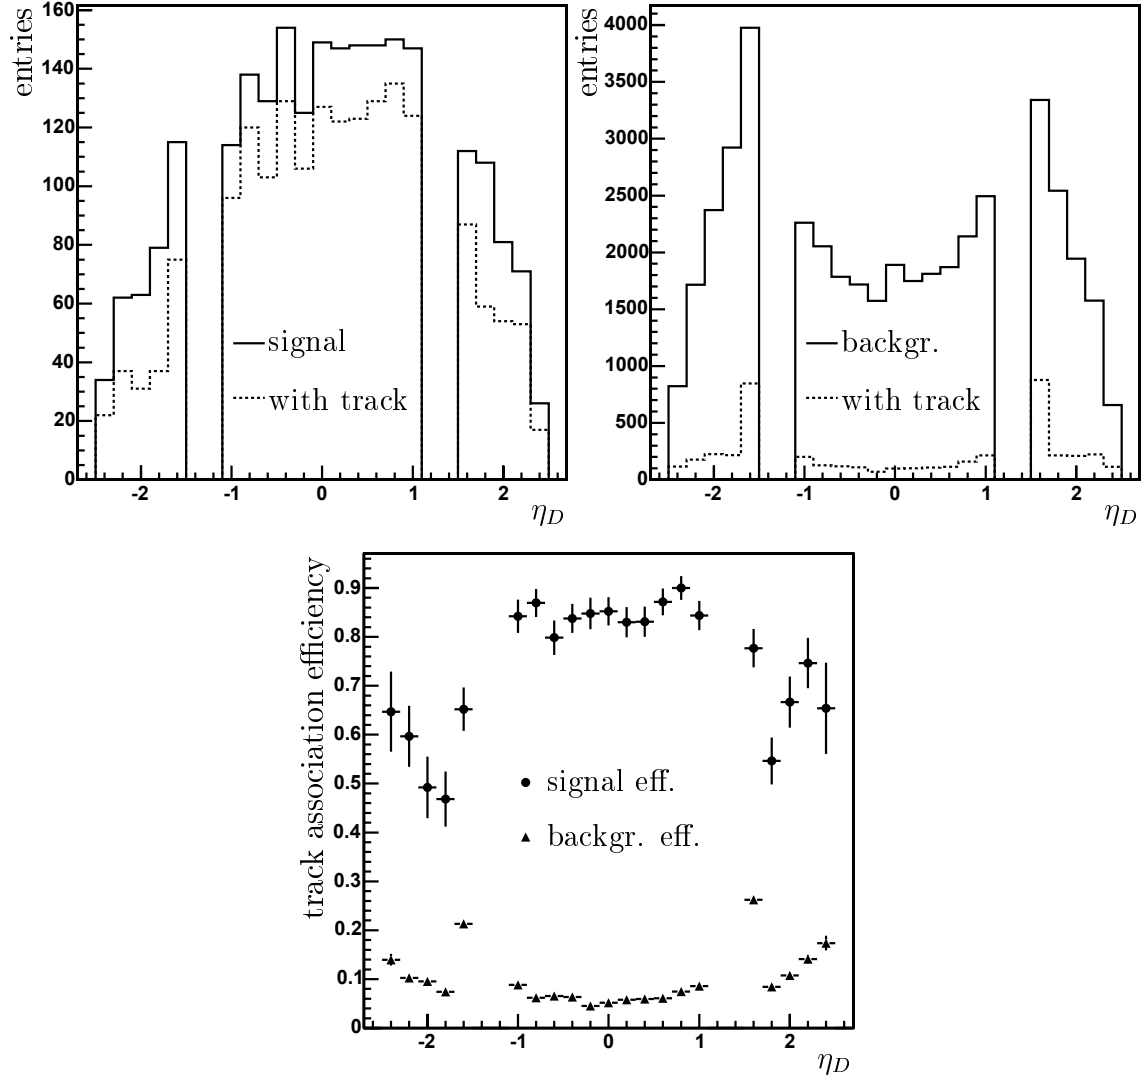 entries
160
140
120
100
80
60
40
20
0
signal
with track
-2 -1 0 1 2
η_D
entries
4000
3500
3000
2500
2000
1500
1000
500
0
backgr.
with track
-2 -1 0 1 2
η_D
track association efficiency
0.9
0.8
0.7
0.6
0.5
0.4
0.3
0.2
0.1
0
signal eff.
backgr. eff.
-2 -1 0 1 2
η_D